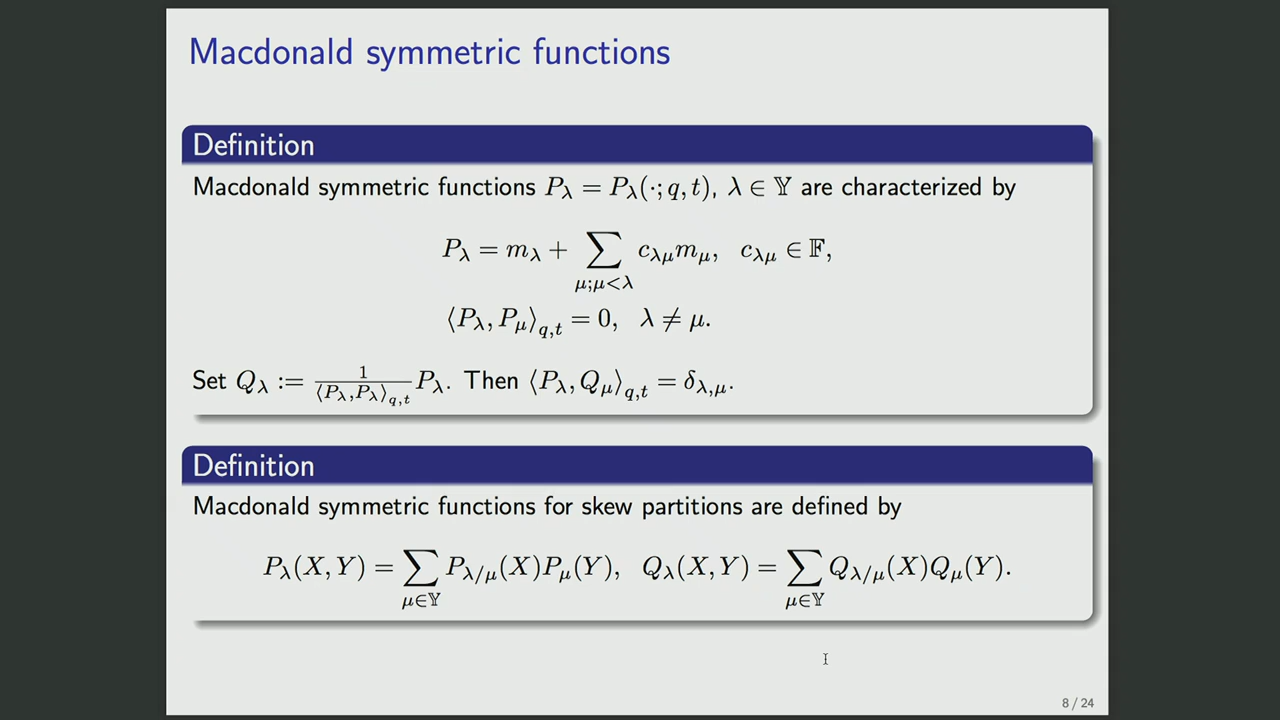 Macdonald symmetric functions
Definition
Macdonald symmetric functions P_λ = P_λ(·; q, t), λ ∈ 𝕐 are characterized by
P_λ = m_λ + ∑_{μ;μ<λ} c_{λμ} m_μ, c_{λμ} ∈ 𝔽,
⟨P_λ, P_μ⟩_{q,t} = 0, λ ≠ μ.
Set Q_λ := \frac{1}{⟨P_λ,P_λ⟩_{q,t}} P_λ. Then ⟨P_λ, Q_μ⟩_{q,t} = δ_{λ,μ}.
Definition
Macdonald symmetric functions for skew partitions are defined by
P_λ(X, Y) = ∑_{μ∈𝕐} P_{λ/μ}(X)P_μ(Y), Q_λ(X, Y) = ∑_{μ∈𝕐} Q_{λ/μ}(X)Q_μ(Y).
8 / 24